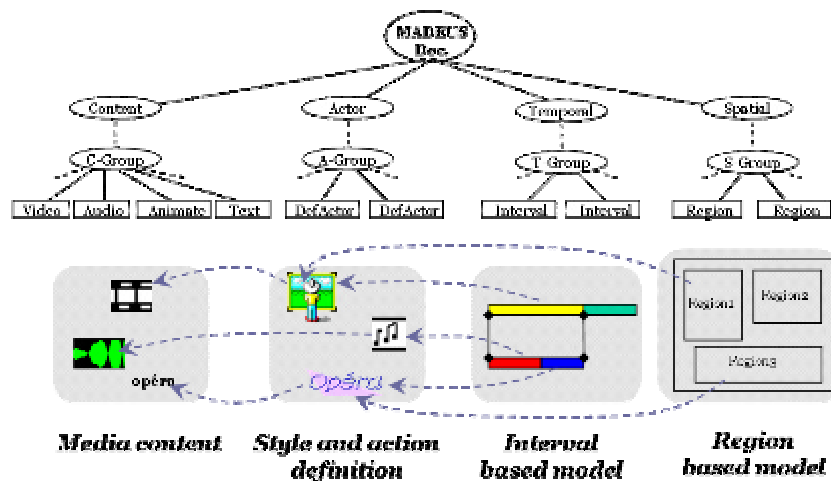 MADEUS
Doc.
Content
Actor
Temporal
Spatial
C-Group
A-Group
T Group
S Group
Video
Audio
Animate
Text
DefActor
DefActor
Interval
Interval
Region
Region
Region1
Region2
Region3
opéra
Opéra
Media content
Style and action
definition
Interval
based model
Region
based model